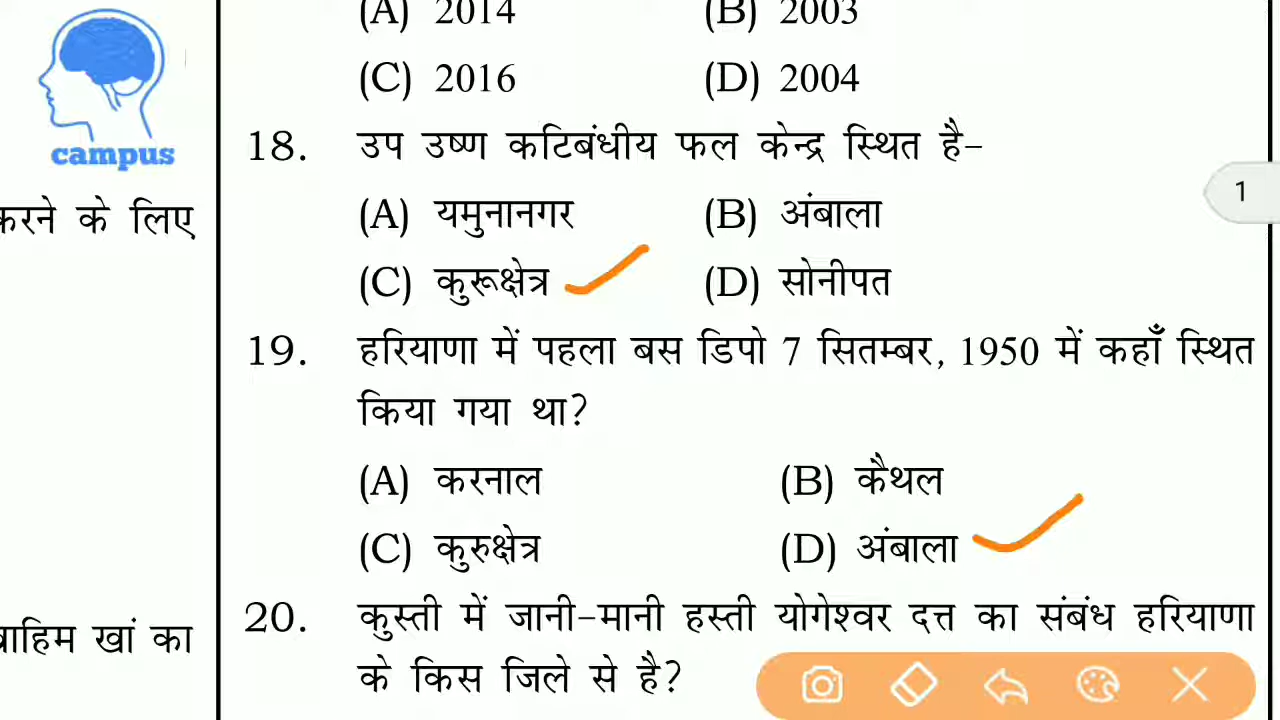 (A) 2014 (B) 2003
(C) 2016 (D) 2004
campus
18. उप उष्ण कटिबंधीय फल केन्द्र स्थित है-
1
करने के लिए
(A) यमुनानगर (B) अंबाला
(C) कुरूक्षेत्र (D) सोनीपत
19. हरियाणा में पहला बस डिपो 7 सितम्बर, 1950 में कहाँ स्थित
किया गया था?
(A) करनाल (B) कैथल
(C) कुरुक्षेत्र (D) अंबाला
20. कुस्ती में जानी-मानी हस्ती योगेश्वर दत्त का संबंध हरियाणा
खां का
के किस जिले से है?